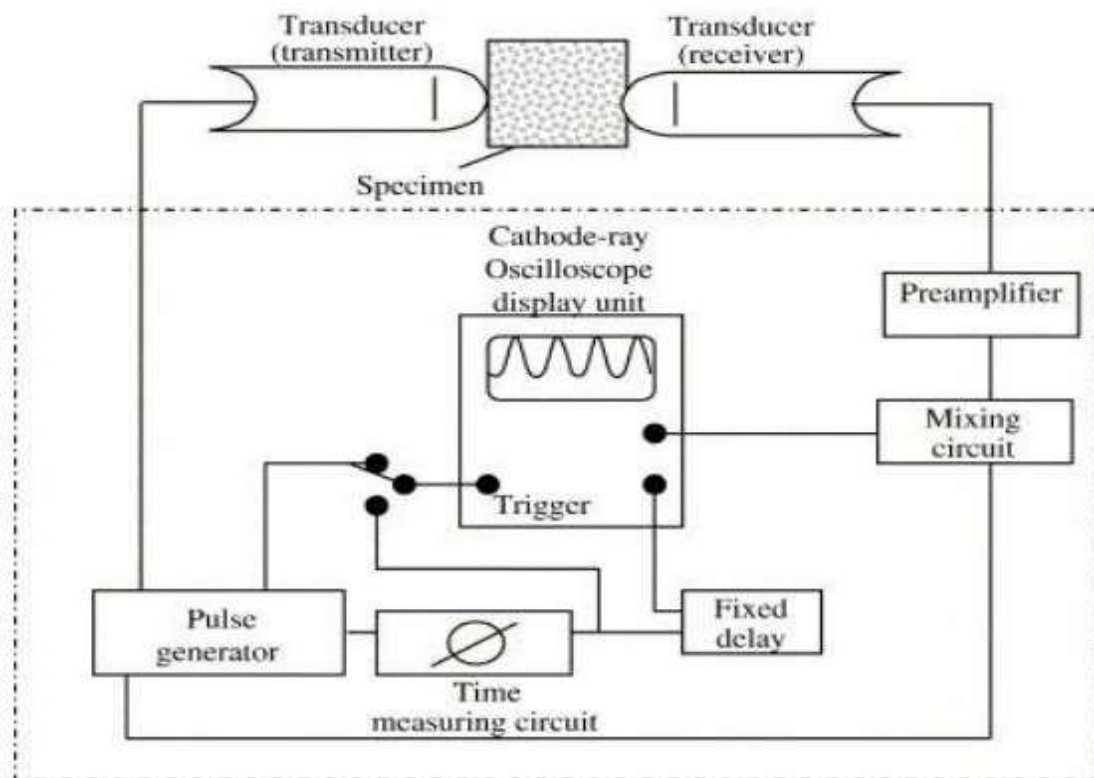 Transducer
(transmitter)
Transducer
(receiver)
Specimen
Cathode-ray
Oscilloscope
display unit
Preamplifier
Mixing
circuit
Trigger
Pulse
generator
Fixed
delay
Time
measuring circuit